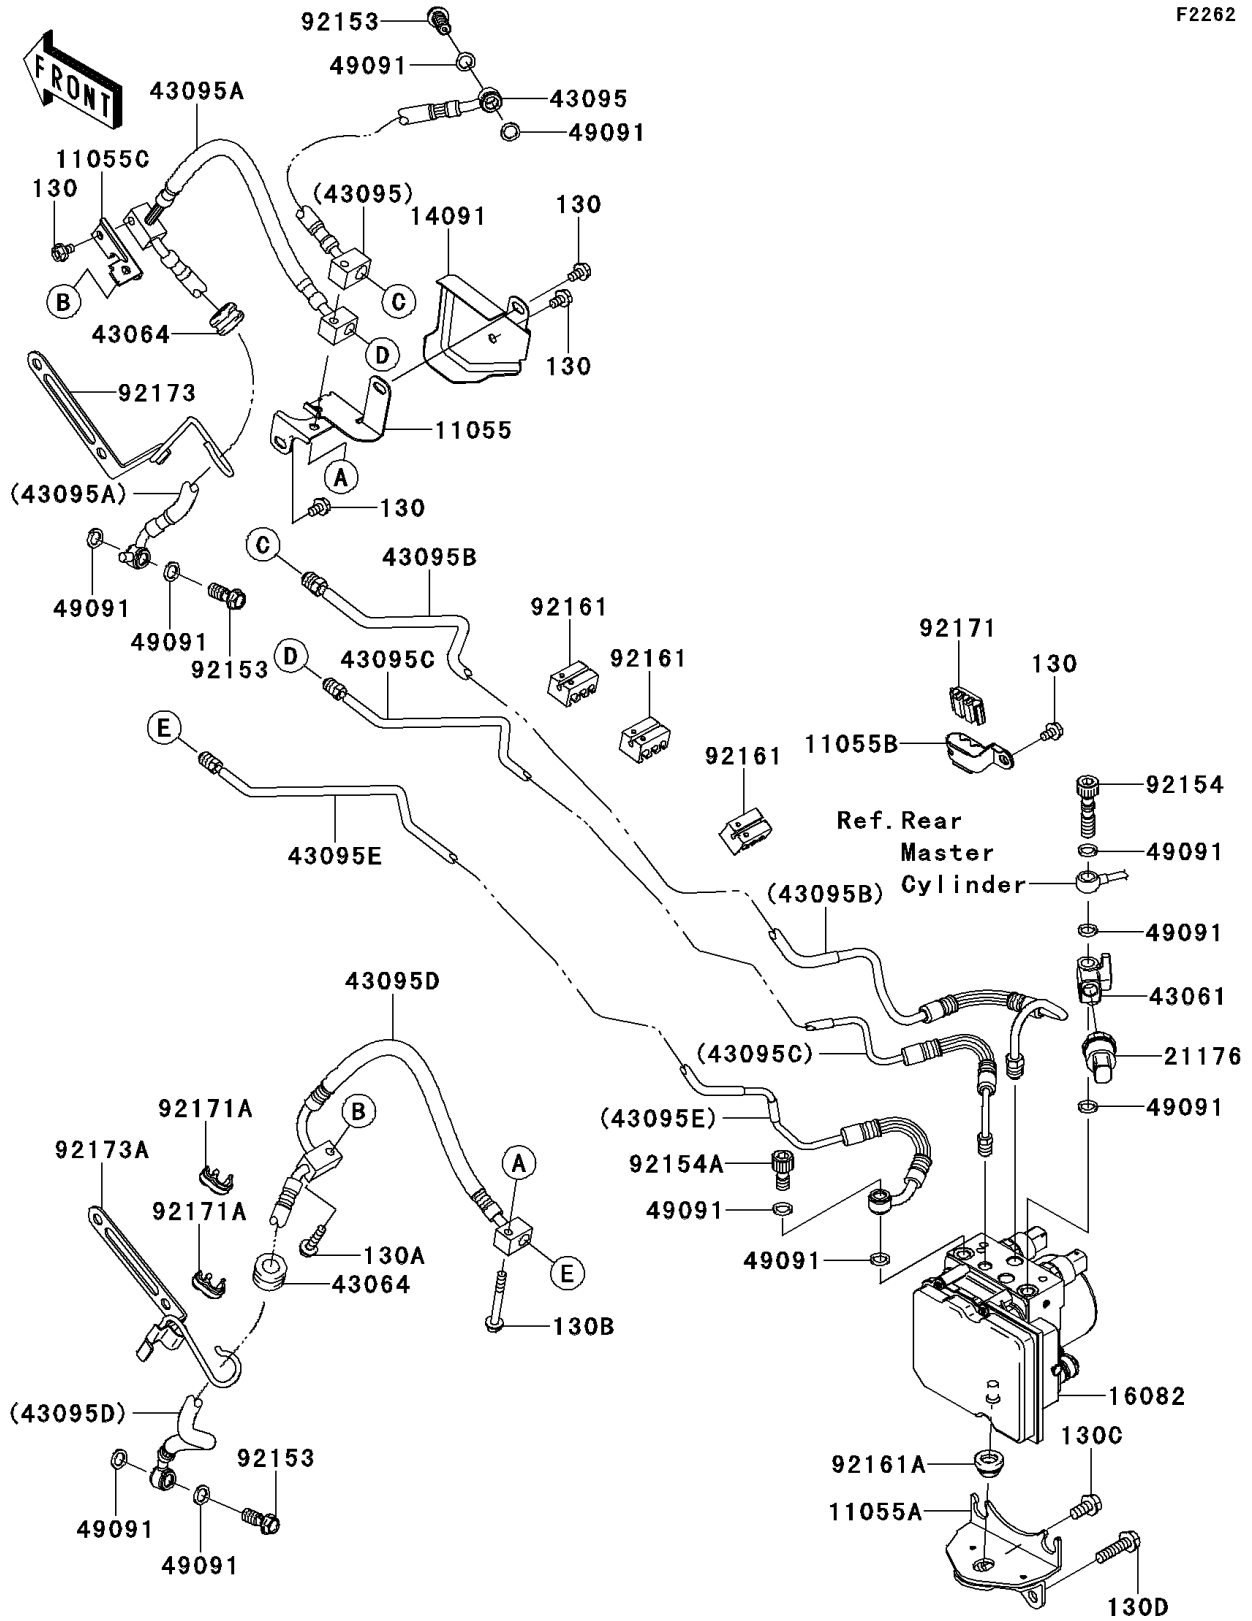 F2262
92153
FRONT
49091
43095A
43095
49091
11055C
130
(43095)
14091
130
B
C
43064
D
130
92173
11055
A
(43095A)
130
C
43095B
49091
92161
49091
92171
92153
D
43095C
92161
130
E
11055B
92161
92154
Ref.Rear
Master
Cylinder
43095E
49091
(43095B)
49091
43095D
43061
(43095C)
21176
92171A
B
(43095E)
49091
92173A
92154A
A
92171A
49091
130A
49091
43064
E
130B
16082
(43095D)
130C
92153
92161A
11055A
49091
49091
130D